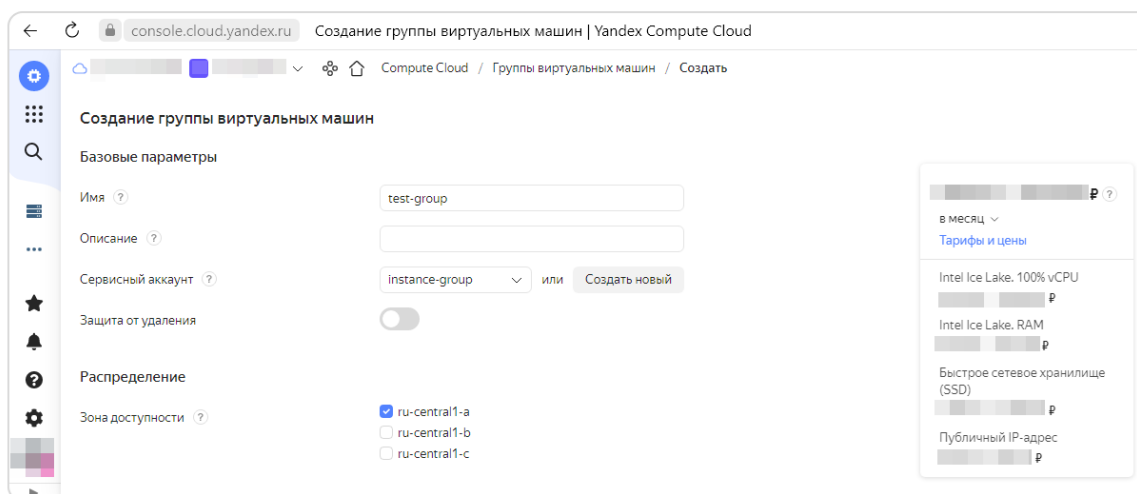 console.cloud.yandex.ru Создание группы виртуальных машин | Yandex Compute Cloud
Compute Cloud / Группы виртуальных машин / Создать
Создание группы виртуальных машин
Базовые параметры
Имя ?
test-group
Описание ?
Сервисный аккаунт ?
instance-group или Создать новый
Защита от удаления
Распределение
Зона доступности ?
ru-central1-a
ru-central1-b
ru-central1-c
₽ ?
в месяц
Тарифы и цены
Intel Ice Lake. 100% vCPU
₽
Intel Ice Lake. RAM
₽
Быстрое сетевое хранилище
(SSD)
₽
Публичный IP-адрес
₽